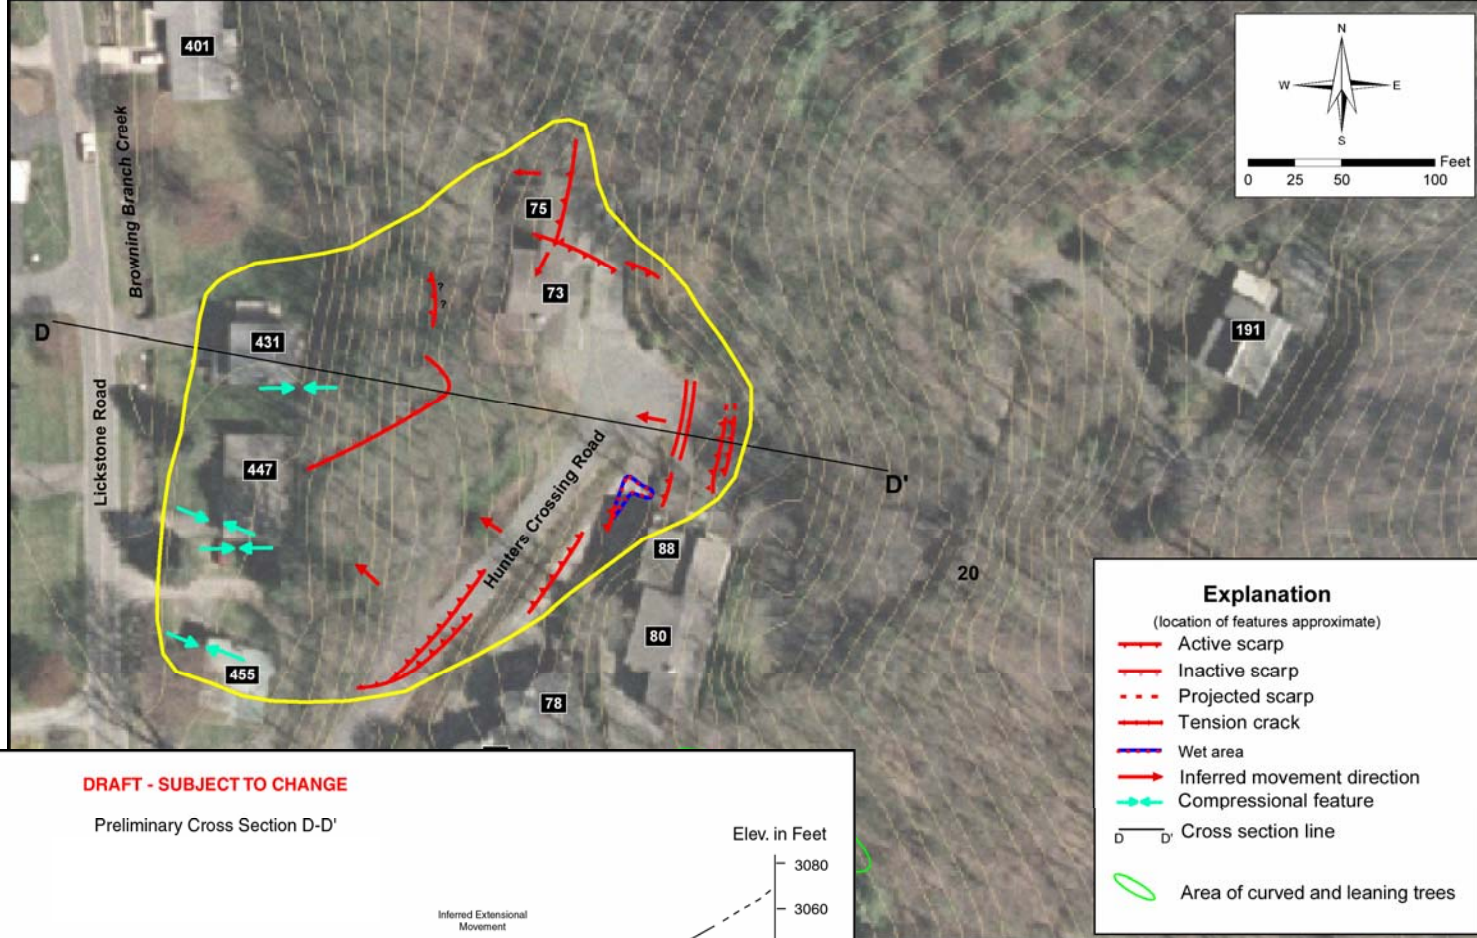 401
N
W E
S
Feet
0 25 50 100
Browning Branch Creek
75
73
?
?
D
431
191
Lickstone Road
447
Hunters Crossing Road
D'
88
20
80
455
78
Explanation
(location of features approximate)
Active scarp
Inactive scarp
Projected scarp
Tension crack
Wet area
Inferred movement direction
Compressional feature
D D' Cross section line
Area of curved and leaning trees
DRAFT - SUBJECT TO CHANGE
Preliminary Cross Section D-D'
Elev. in Feet
3080
3060
Inferred Extensional
Movement